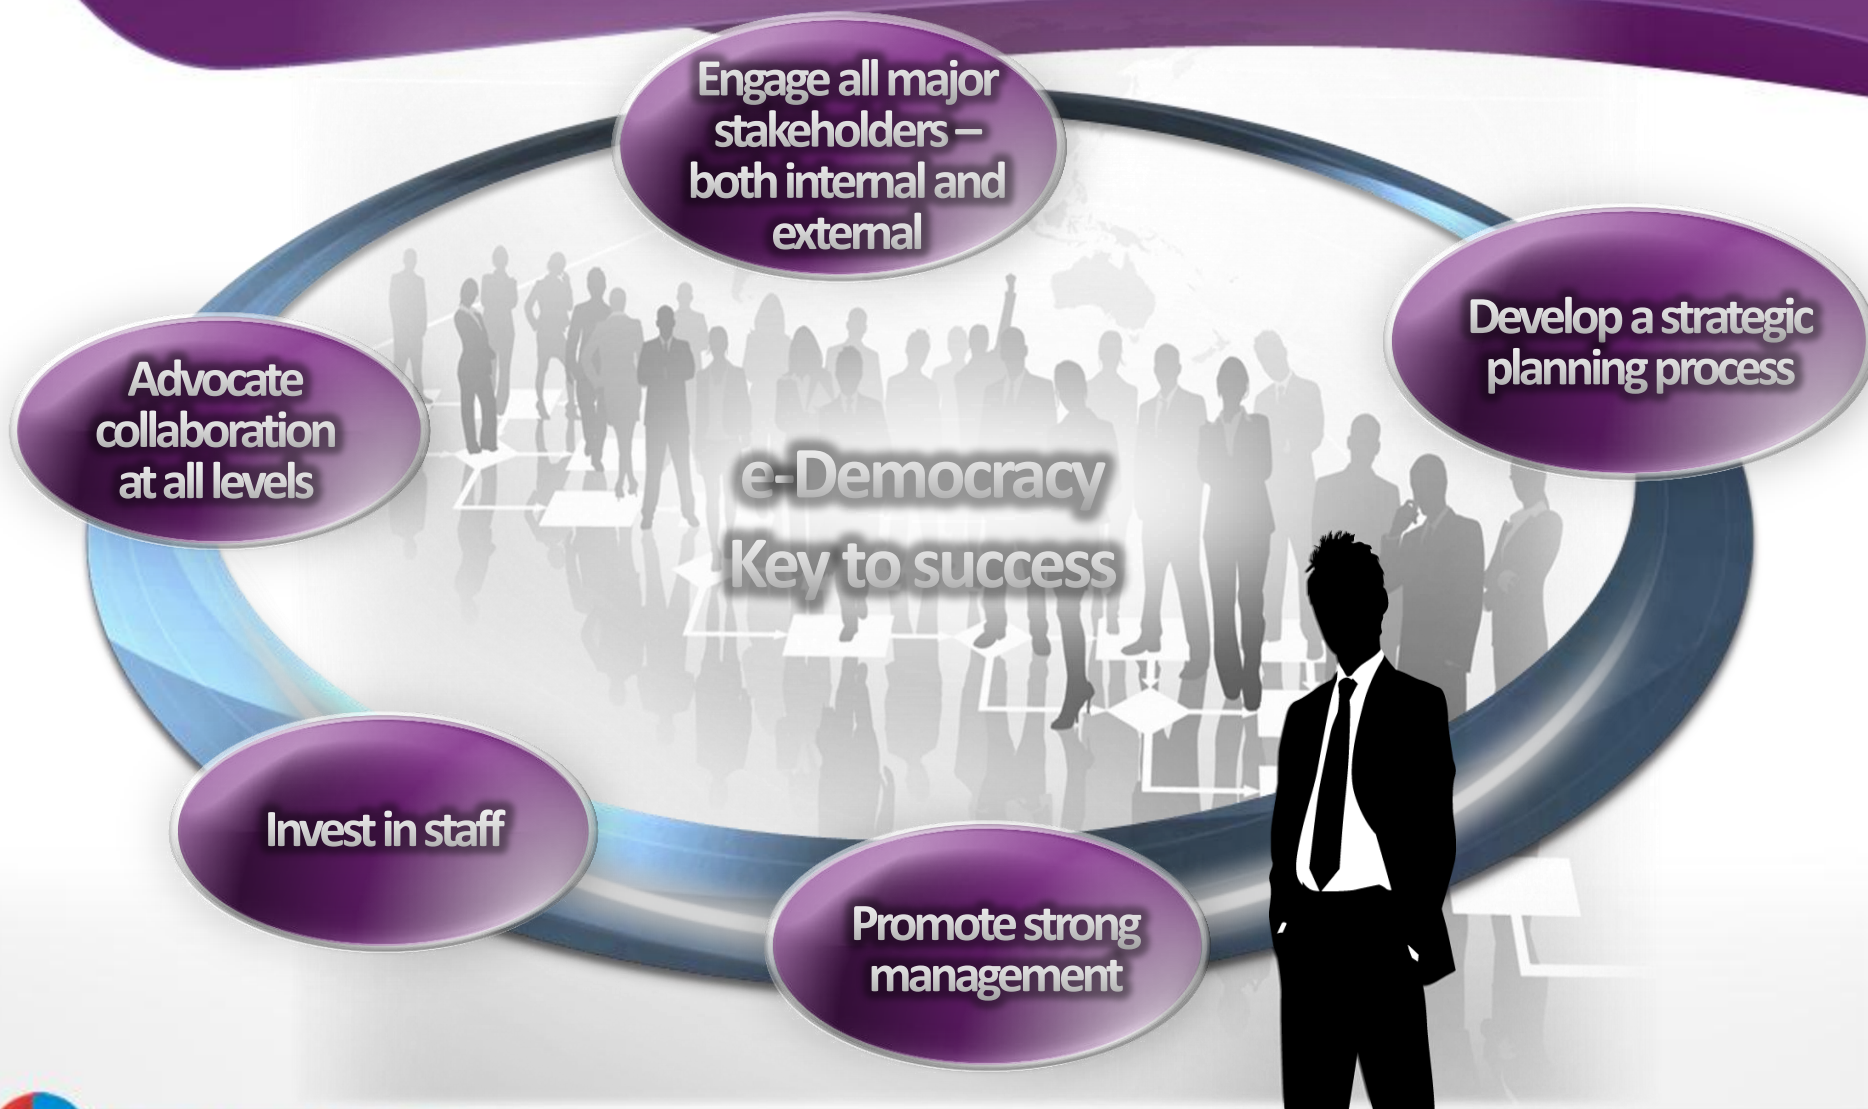 Engage all major
stakeholders –
both internal and
external
Develop a strategic
planning process
Advocate
collaboration
at all levels
e-Democracy
Key to success
Invest in staff
Promote strong
management